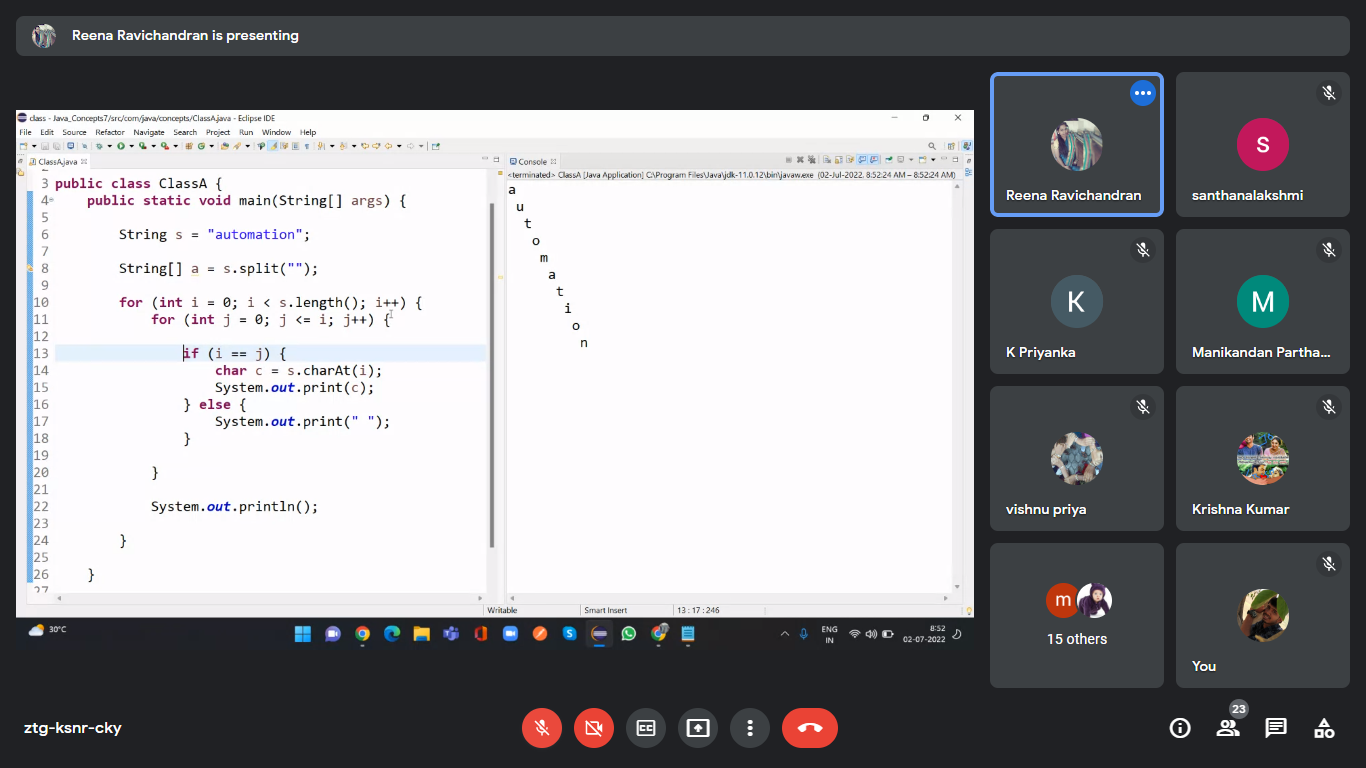 Reena Ravichandran is presenting
class - Java_Concepts7/src/com/java/concepts/ClassA.java - Eclipse IDE
File Edit Source Refactor Navigate Search Project Run Window Help
ClassA.java
3 public class ClassA {
4 public static void main(String[] args) {
5
6 String s = "automation";
7
8 String[] a = s.split("");
9
10 for (int i = 0; i < s.length(); i++) {
11 for (int j = 0; j <= i; j++) {
12
13 if (i == j) {
14 char c = s.charAt(i);
15 System.out.print(c);
16 } else {
17 System.out.print(" ");
18 }
19
20 }
21
22 System.out.println();
23
24 }
25
26 }
27
Console
<terminated> ClassA [Java Application] C:\Program Files\Java\jdk-11.0.12\bin\javaw.exe (02-Jul-2022, 8:52:24 AM – 8:52:24 AM)
a
u
t
o
m
a
t
i
o
n
Writable Smart Insert 13 : 17 : 246
30°C
ENG
IN
8:52
02-07-2022
Reena Ravichandran
s
santhanalakshmi
K
K Priyanka
M
Manikandan Partha...
vishnu priya
Krishna Kumar
m
15 others
You
ztg-ksnr-cky
CC
23